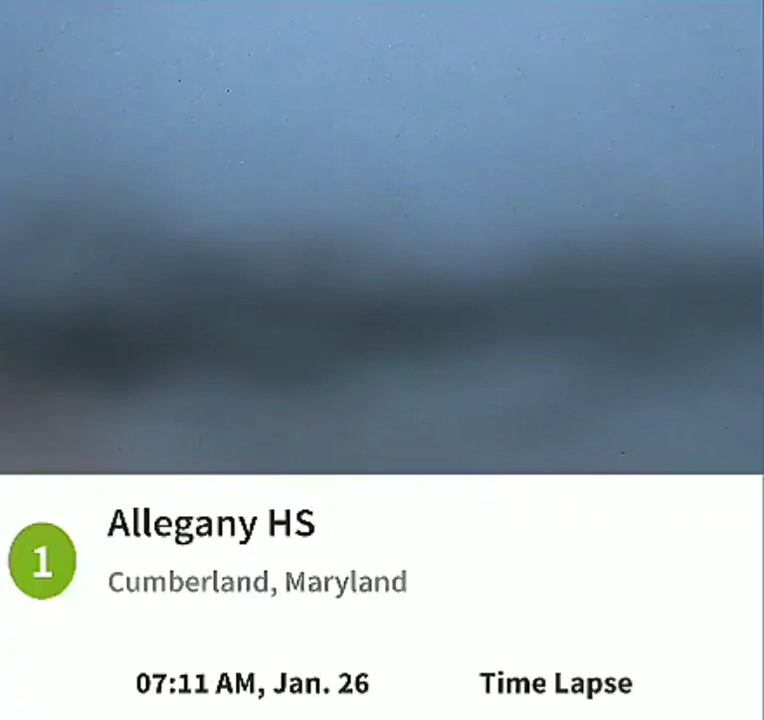 Allegany HS
1
Cumberland, Maryland
07:11 AM, Jan. 26
Time Lapse